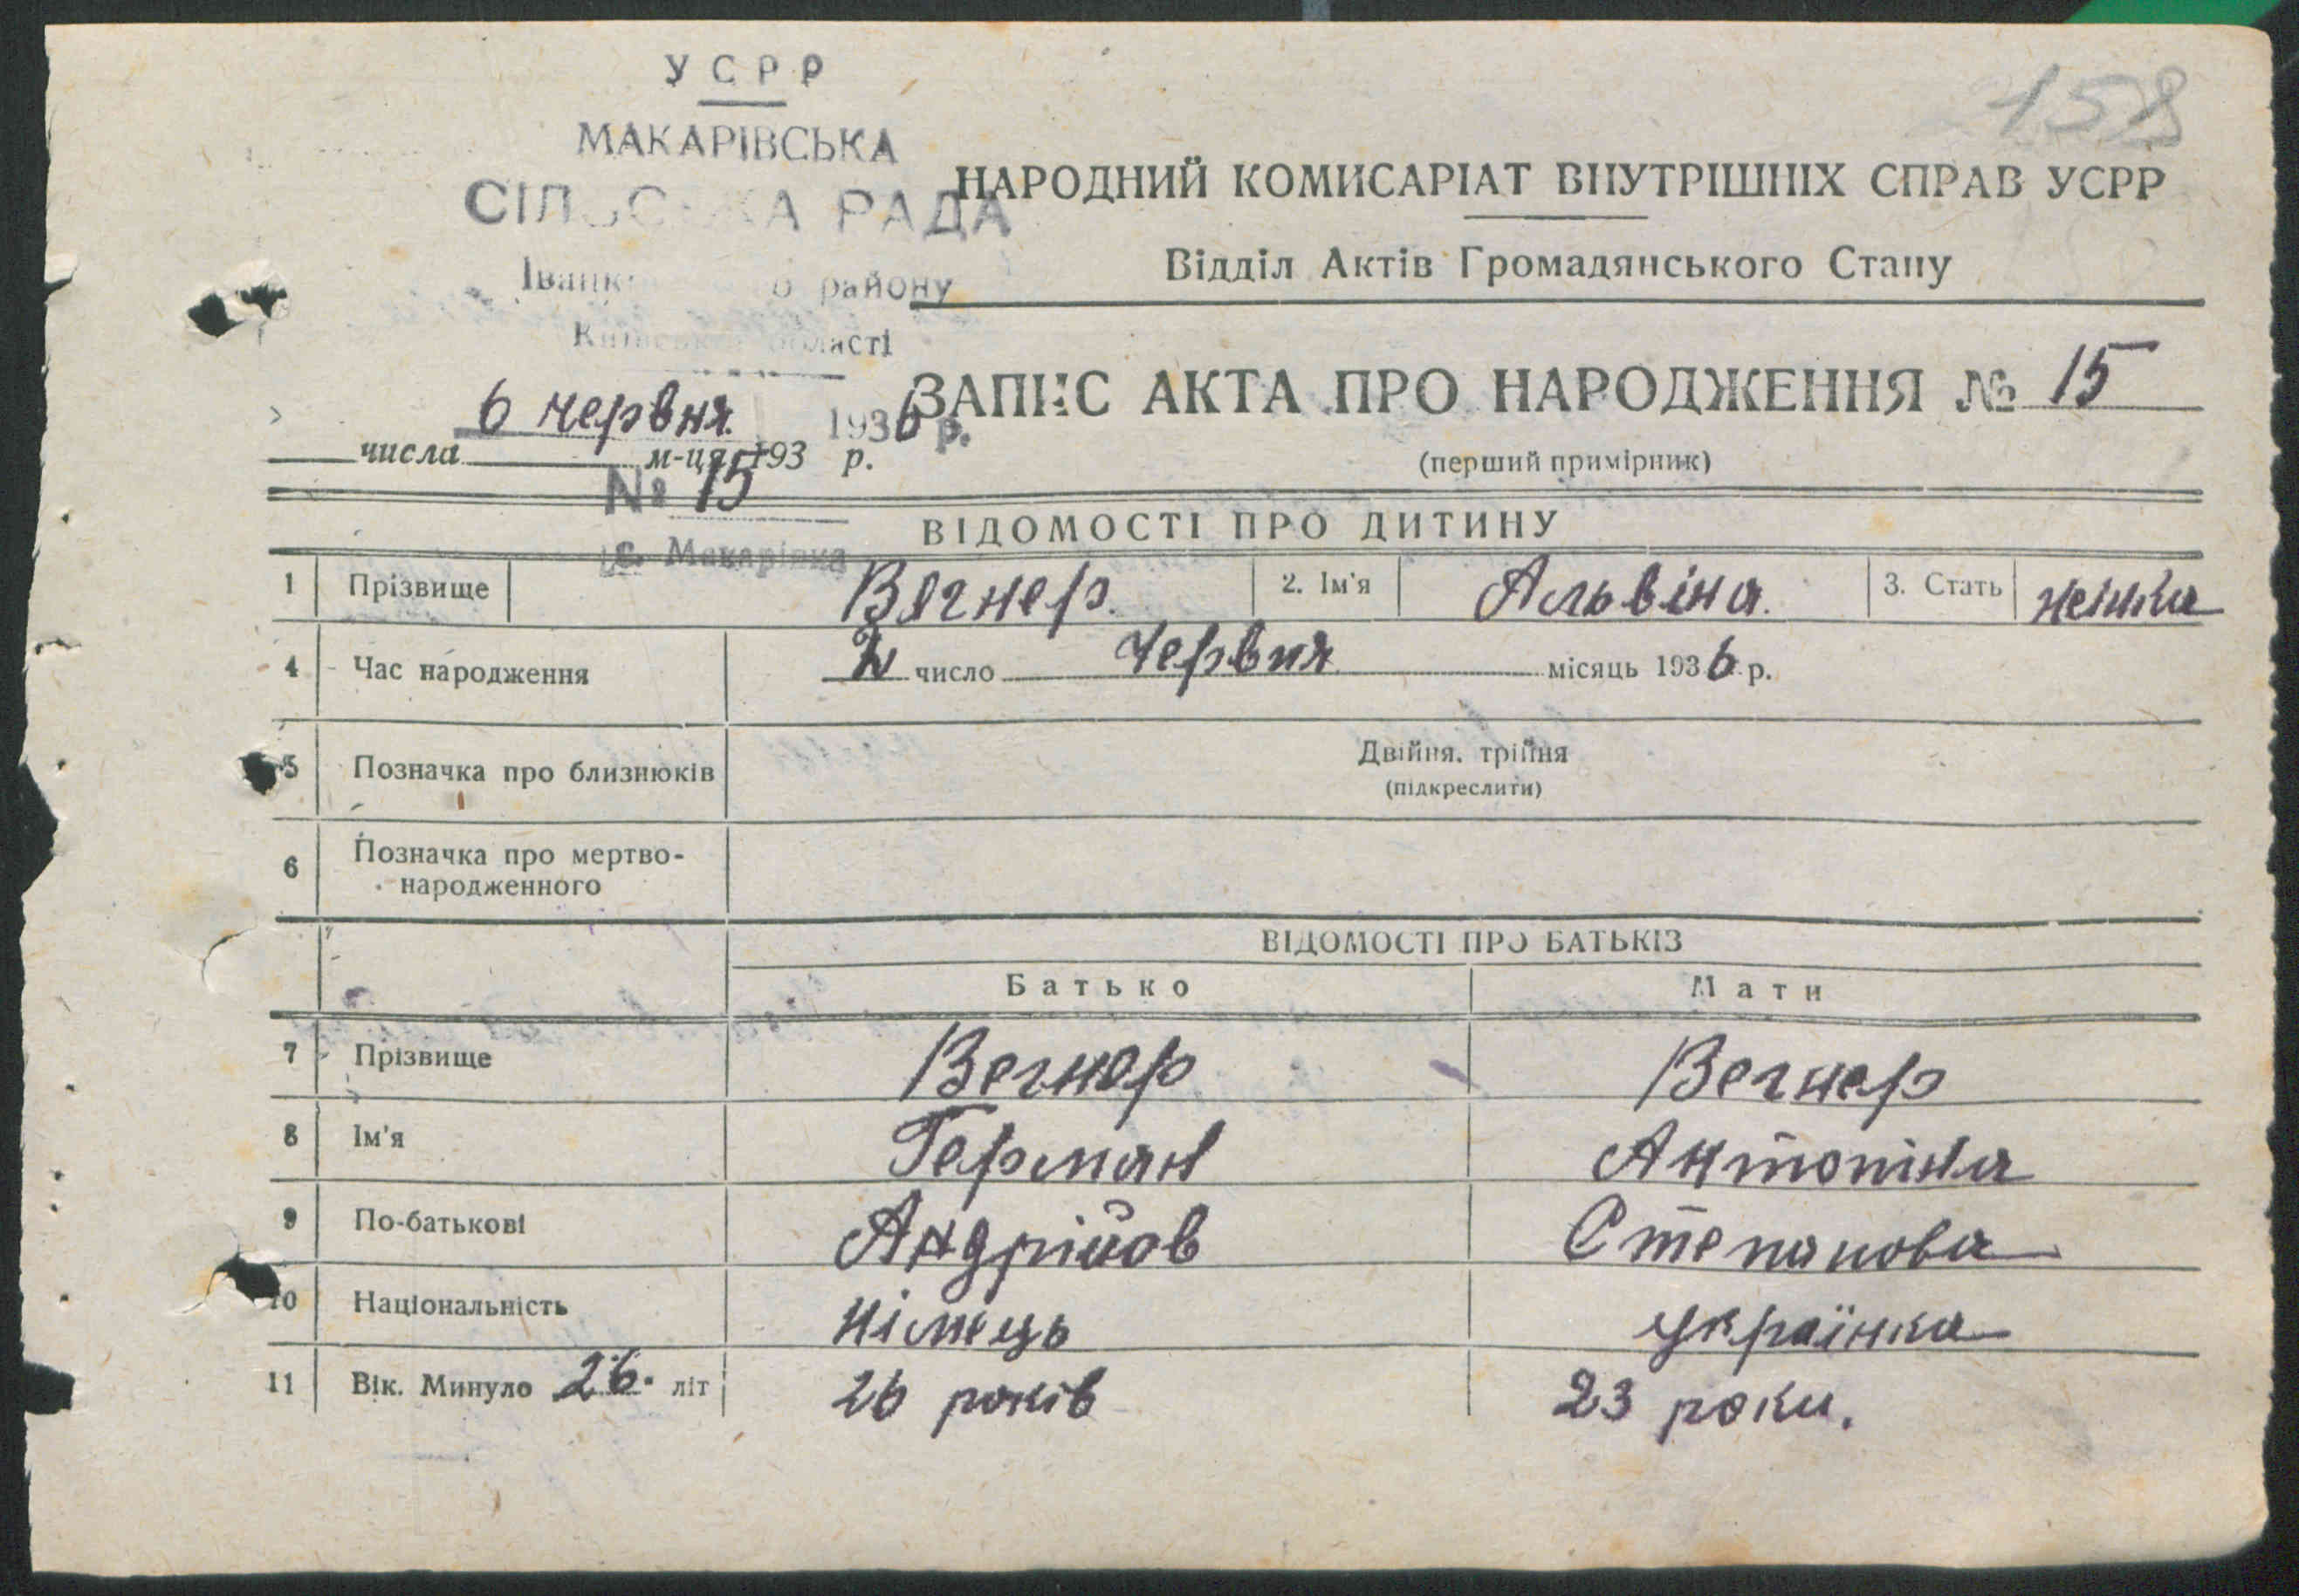 УСРР
158
МАКАРІВСЬКА
СІЛЬСЬКА РАДА
НАРОДНИЙ КОМИСАРІАТ ВНУТРІШНІХ СПРАВ УСРР
Відділ Актів Громадянського Стану
району
Київської області
6 червня 1936 р.
ЗАПИС АКТА ПРО НАРОДЖЕННЯ № 15
числа м-ця 193 р.
(перший примірник)
№ 15
ВІДОМОСТІ ПРО ДИТИНУ
с. Макарівка
1 Прізвище Вегнер. 2. Ім'я Альвіна. 3. Стать жінка
4 Час народження число Червня місяць 1936 р.
5 Позначка про близнюків Двійня. трійня
(підкреслити)
6 Позначка про мертво-
народженного
ВІДОМОСТІ ПРО БАТЬКІВ
Батько Мати
7 Прізвище Вегнер Вегнер
8 Ім'я Герман Антоніна
9 По-батькові Андрійов Степанова
10 Національність німець українка
11 Вік. Минуло 26. літ 26 років 23 роки.